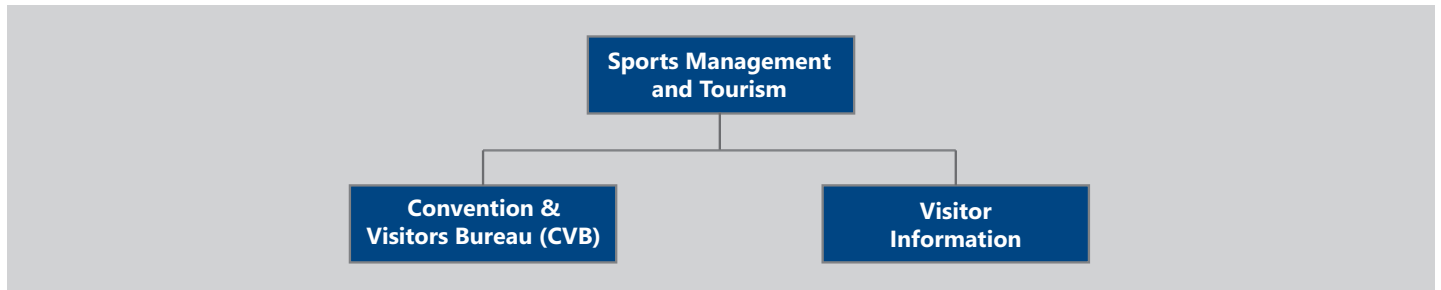 Sports Management
and Tourism
Convention &
Visitors Bureau (CVB)
Visitor
Information